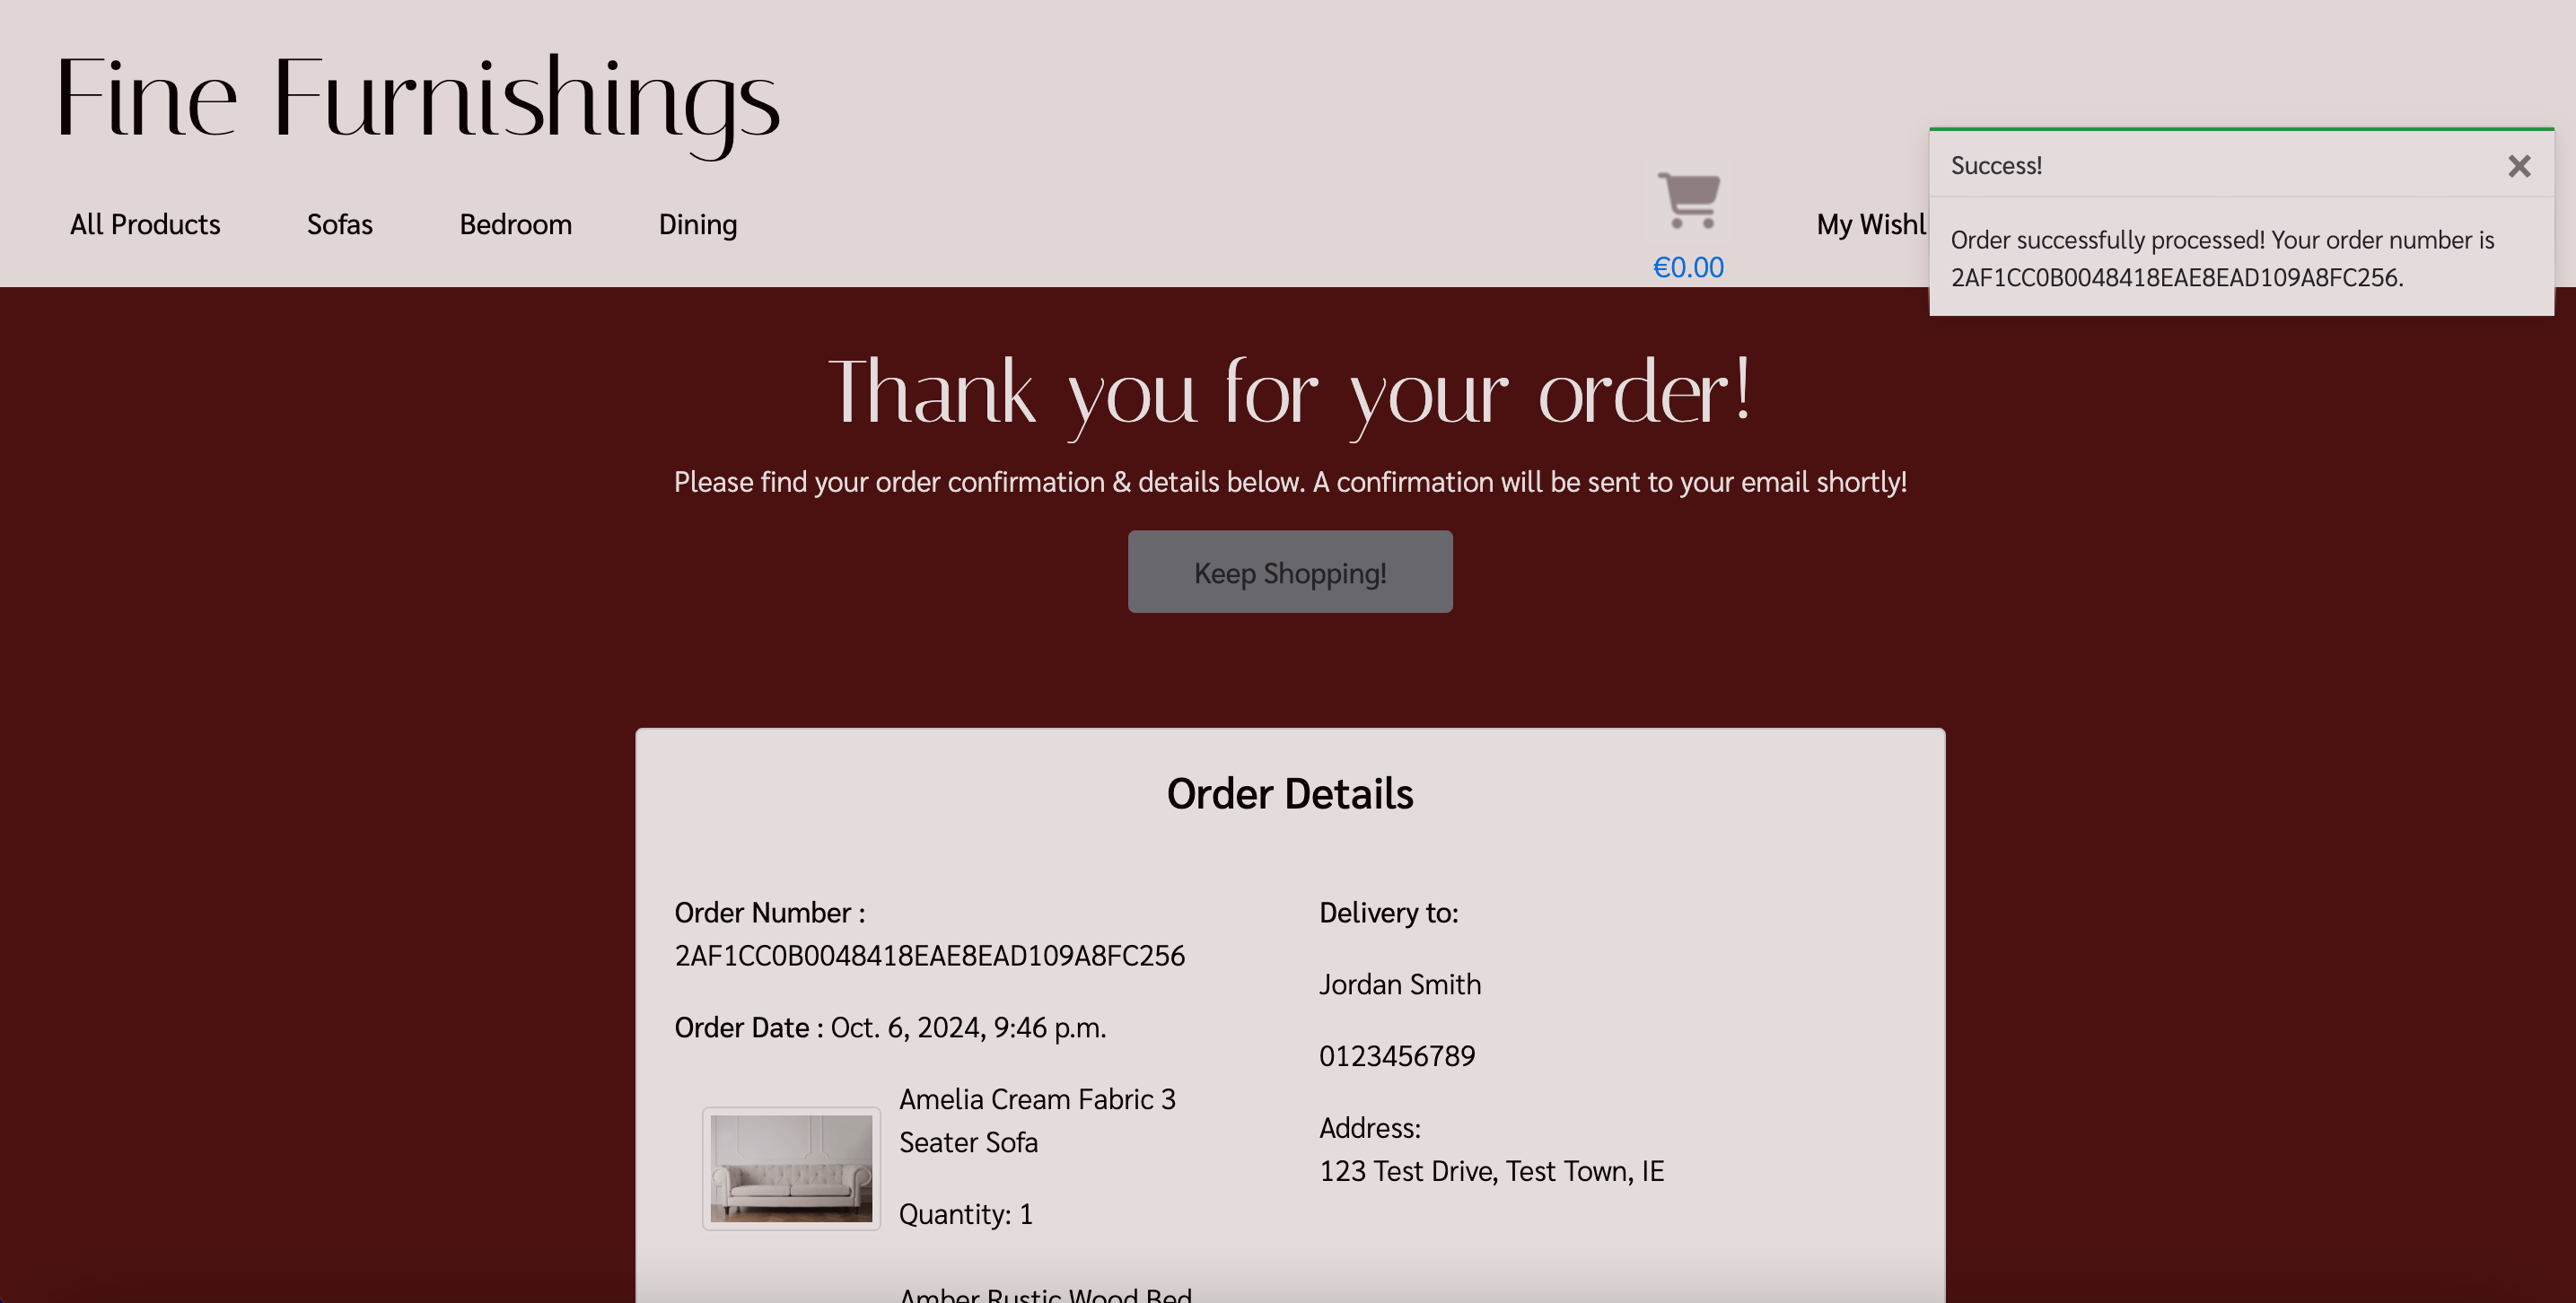 Fine Furnishings
All Products Sofas Bedroom Dining
€0.00
My Wishl
Success!
Order successfully processed! Your order number is
2AF1CC0B0048418EAE8EAD109A8FC256.
Thank you for your order!
Please find your order confirmation & details below. A confirmation will be sent to your email shortly!
Keep Shopping!
Order Details
Order Number :
2AF1CC0B0048418EAE8EAD109A8FC256
Order Date : Oct. 6, 2024, 9:46 p.m.
Amelia Cream Fabric 3
Seater Sofa
Quantity: 1
Amber Rustic Wood Bed
Delivery to:
Jordan Smith
0123456789
Address:
123 Test Drive, Test Town, IE